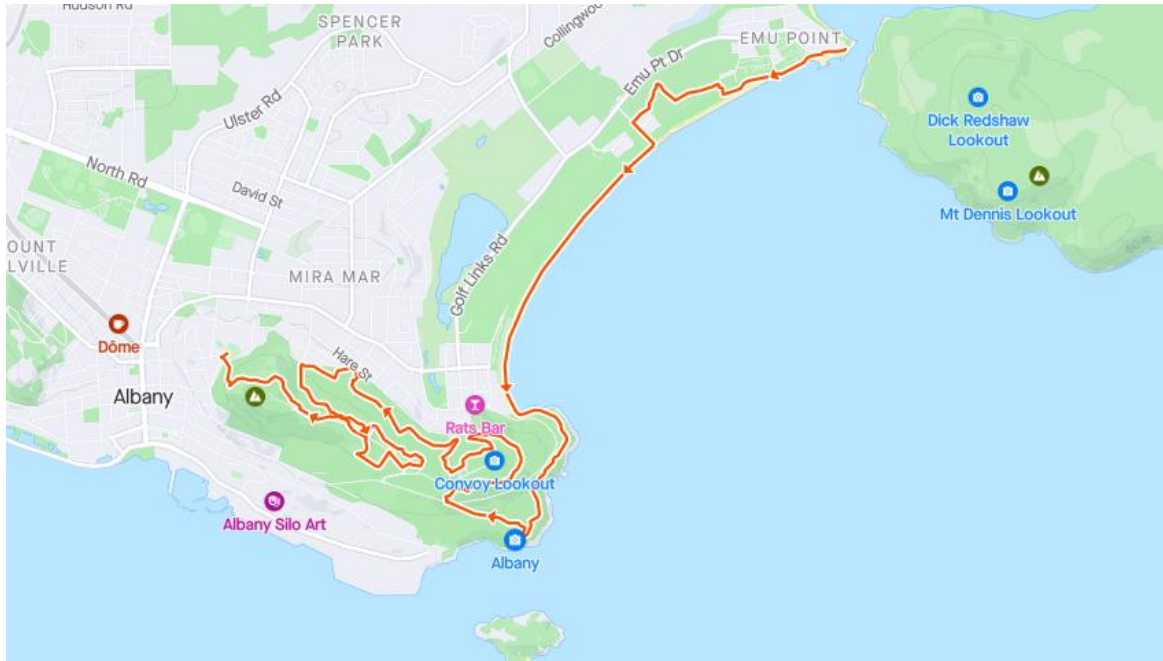 Hudson Rd
SPENCER
PARK
Collingwoo
EMU POINT
Emu Pt Dr
Ulster Rd
Dick Redshaw
Lookout
North Rd
David St
Mt Dennis Lookout
OUNT
LVILLE
MIRA MAR
Golf Links Rd
Dôme
Hare St
Albany
Rats Bar
Convoy Lookout
Albany Silo Art
Albany